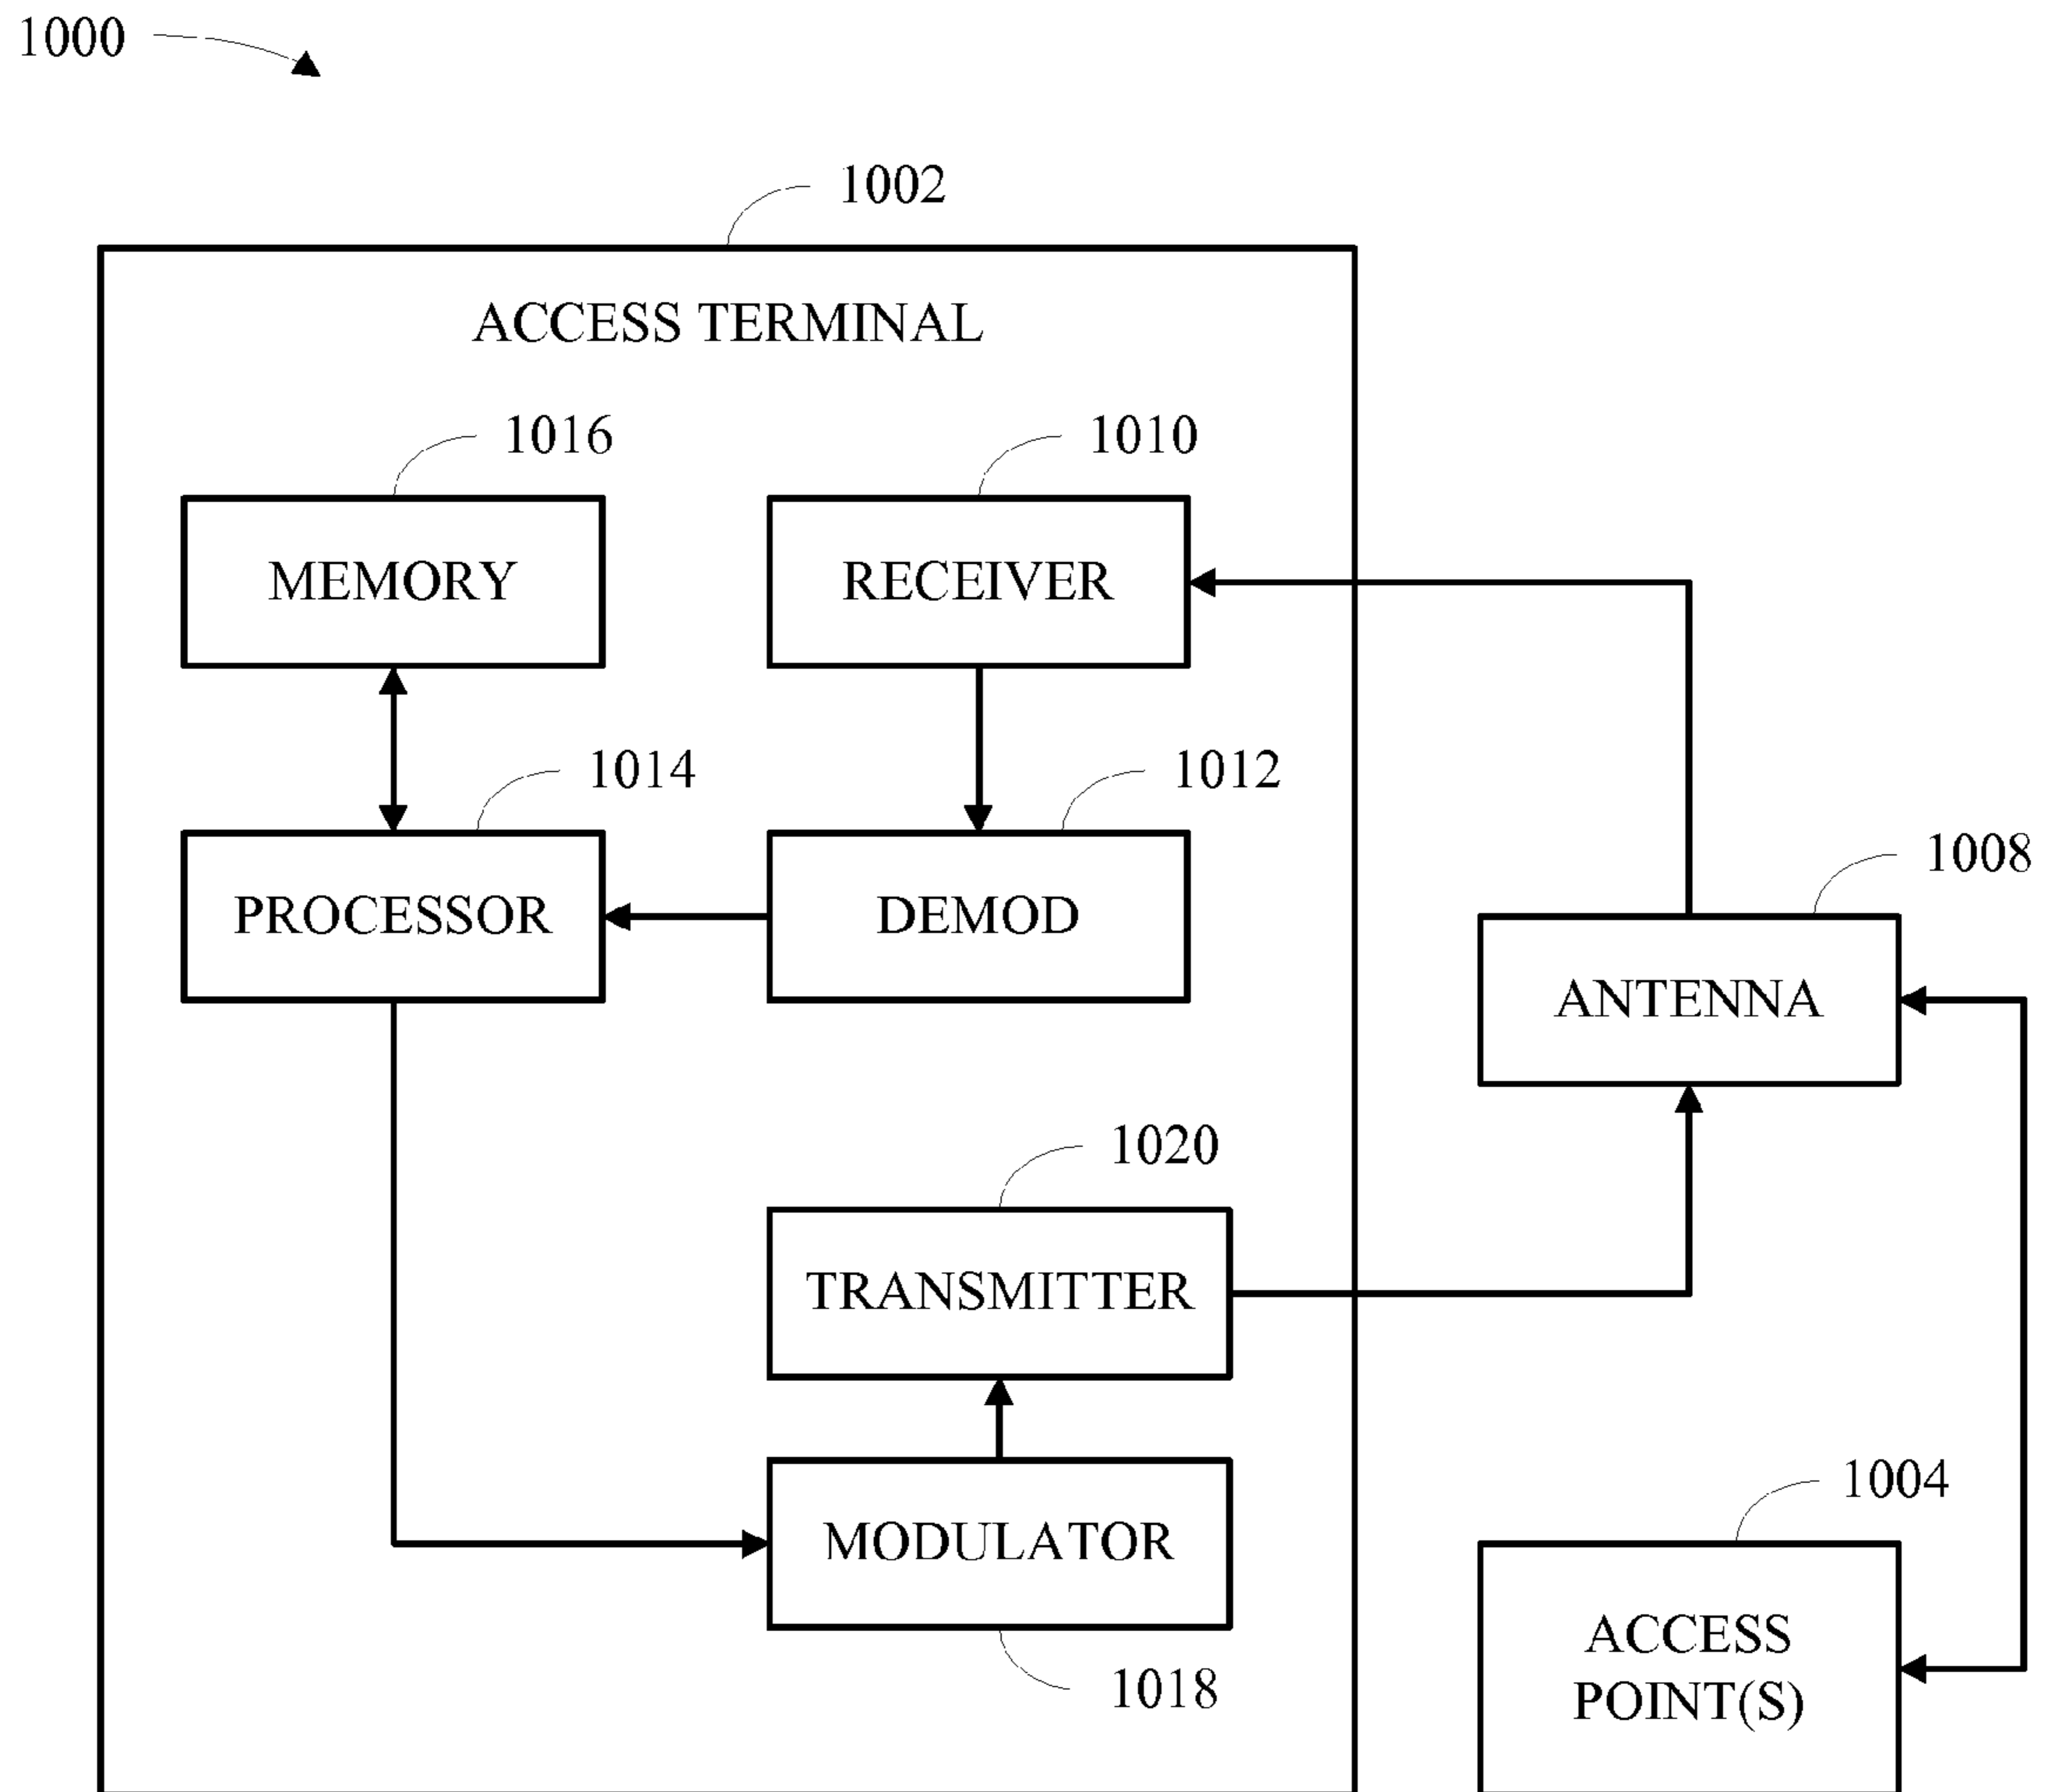 1000
1002
ACCESS TERMINAL
1016
1010
MEMORY
RECEIVER
1014
1012
1008
PROCESSOR
DEMOD
ANTENNA
1020
TRANSMITTER
1004
MODULATOR
ACCESS
POINT(S)
1018